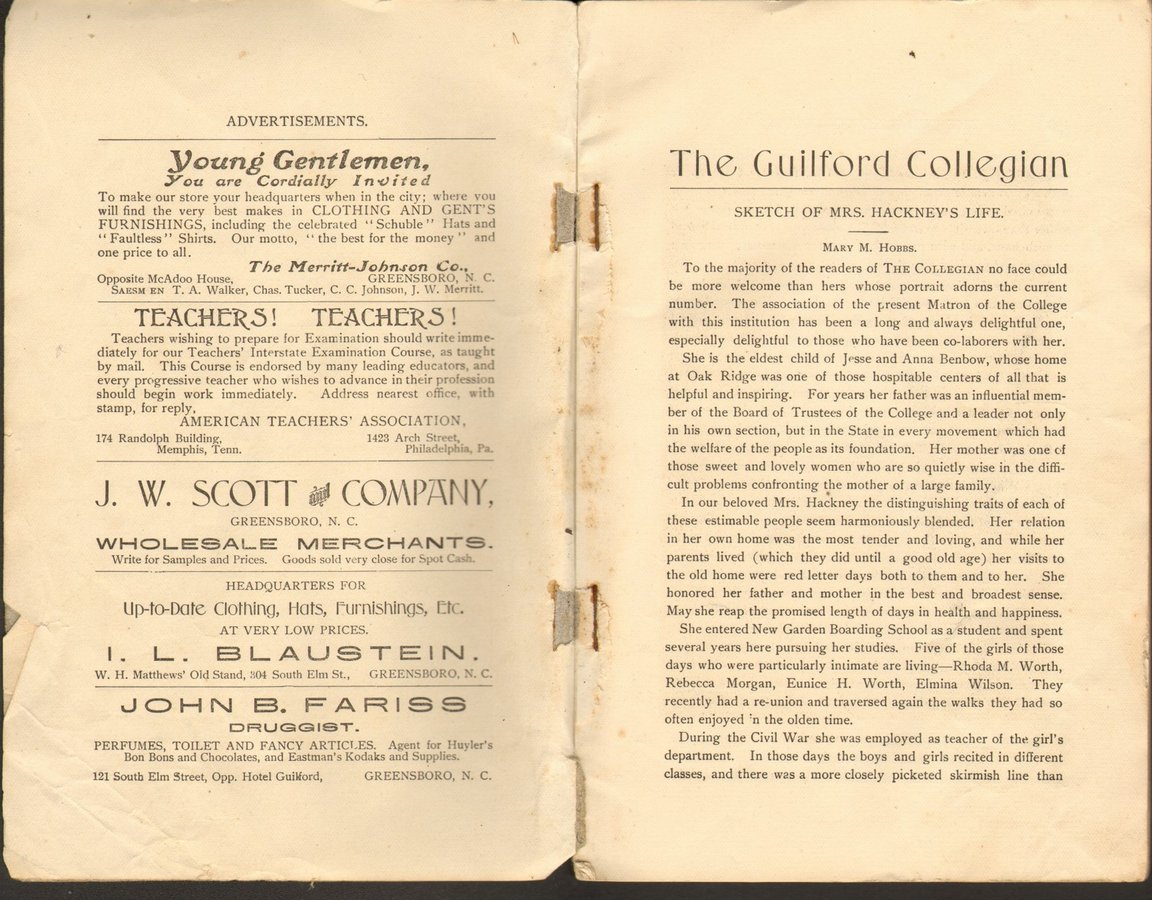 ADVERTISEMENTS.
Young Gentlemen,
You are Cordially Invited
To make our store your headquarters when in the city; where you
will find the very best makes in CLOTHING AND GENT'S
FURNISHINGS, including the celebrated "Schuble" Hats and
"Faultless" Shirts. Our motto, "the best for the money" and
one price to all.
The Merritt-Johnson Co.,
Opposite McAdoo House, GREENSBORO, N. C.
SAESM EN T. A. Walker, Chas. Tucker, C. C. Johnson, J. W. Merritt.
TEACHERS! TEACHERS!
Teachers wishing to prepare for Examination should write imme-
diately for our Teachers' Interstate Examination Course, as taught
by mail. This Course is endorsed by many leading educators, and
every progressive teacher who wishes to advance in their profession
should begin work immediately. Address nearest office, with
stamp, for reply,
AMERICAN TEACHERS' ASSOCIATION,
174 Randolph Building, 1423 Arch Street,
Memphis, Tenn. Philadelphia, Pa.
J. W. SCOTT and COMPANY,
GREENSBORO, N. C.
WHOLESALE MERCHANTS.
Write for Samples and Prices. Goods sold very close for Spot Cash.
HEADQUARTERS FOR
Up-to-Date Clothing, Hats, Furnishings, Etc.
AT VERY LOW PRICES.
I. L. BLAUSTEIN.
W. H. Matthews' Old Stand, 304 South Elm St., GREENSBORO, N. C.
JOHN B. FARISS
DRUGGIST.
PERFUMES, TOILET AND FANCY ARTICLES. Agent for Huyler's
Bon Bons and Chocolates, and Eastman's Kodaks and Supplies.
121 South Elm Street, Opp. Hotel Guilford, GREENSBORO, N. C.
The Guilford Collegian
SKETCH OF MRS. HACKNEY'S LIFE.
MARY M. HOBBS.
To the majority of the readers of THE COLLEGIAN no face could
be more welcome than hers whose portrait adorns the current
number. The association of the present Matron of the College
with this institution has been a long and always delightful one,
especially delightful to those who have been co-laborers with her.
She is the eldest child of Jesse and Anna Benbow, whose home
at Oak Ridge was one of those hospitable centers of all that is
helpful and inspiring. For years her father was an influential mem-
ber of the Board of Trustees of the College and a leader not only
in his own section, but in the State in every movement which had
the welfare of the people as its foundation. Her mother was one of
those sweet and lovely women who are so quietly wise in the diffi-
cult problems confronting the mother of a large family.
In our beloved Mrs. Hackney the distinguishing traits of each of
these estimable people seem harmoniously blended. Her relation
in her own home was the most tender and loving, and while her
parents lived (which they did until a good old age) her visits to
the old home were red letter days both to them and to her. She
honored her father and mother in the best and broadest sense.
May she reap the promised length of days in health and happiness.
She entered New Garden Boarding School as a student and spent
several years here pursuing her studies. Five of the girls of those
days who were particularly intimate are living—Rhoda M. Worth,
Rebecca Morgan, Eunice H. Worth, Elmina Wilson. They
recently had a re-union and traversed again the walks they had so
often enjoyed 'n the olden time.
During the Civil War she was employed as teacher of the girl's
department. In those days the boys and girls recited in different
classes, and there was a more closely picketed skirmish line than